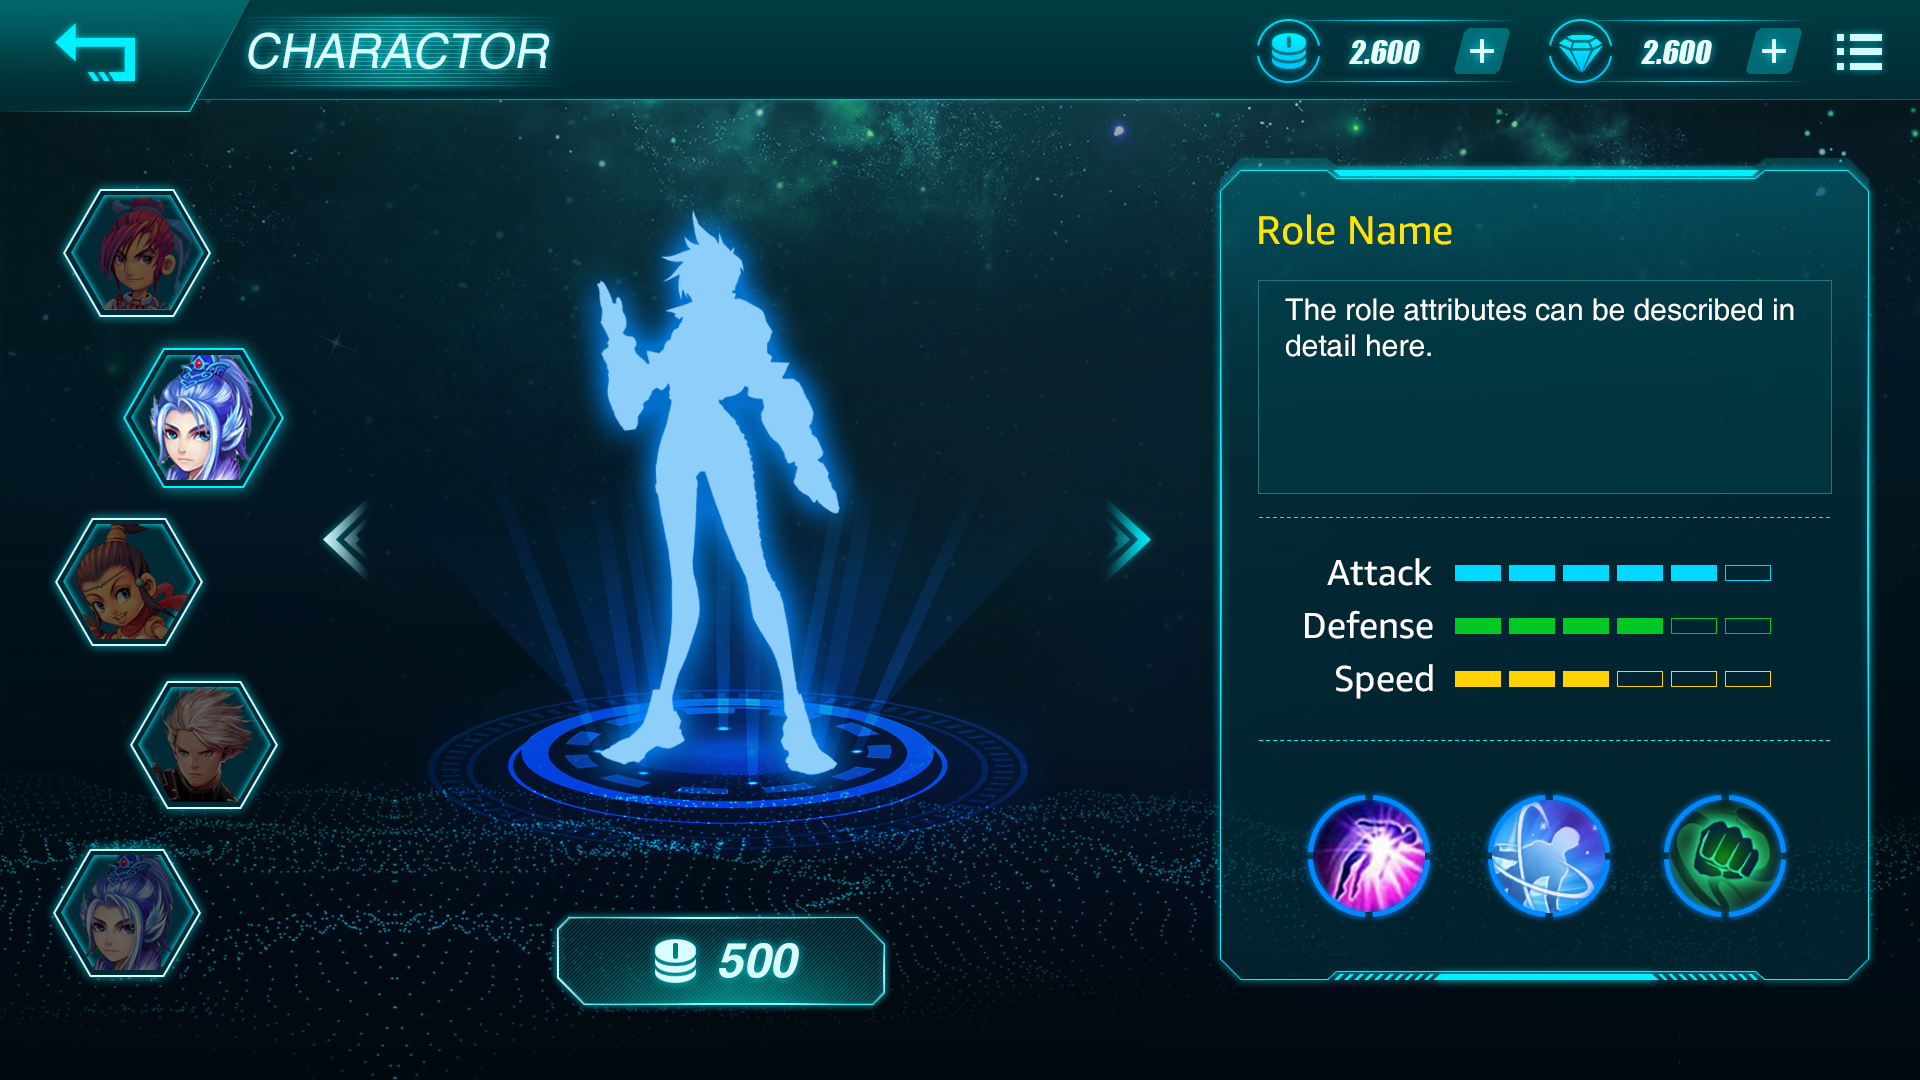 CHARACTOR
2.600
2.600
Role Name
The role attributes can be described in
detail here.
Attack
Defense
Speed
500